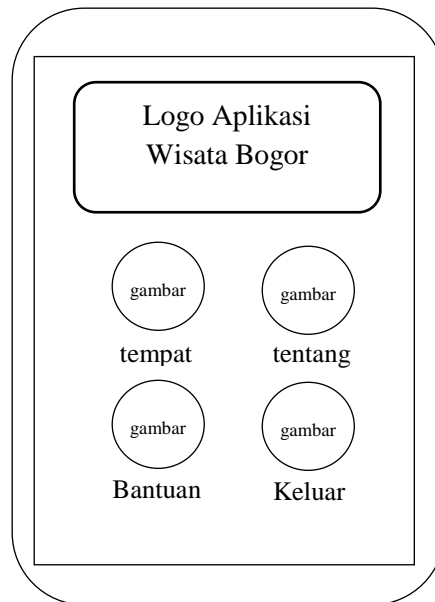 Logo Aplikasi
Wisata Bogor
gambar
gambar
tempat
tentang
gambar
gambar
Bantuan
Keluar